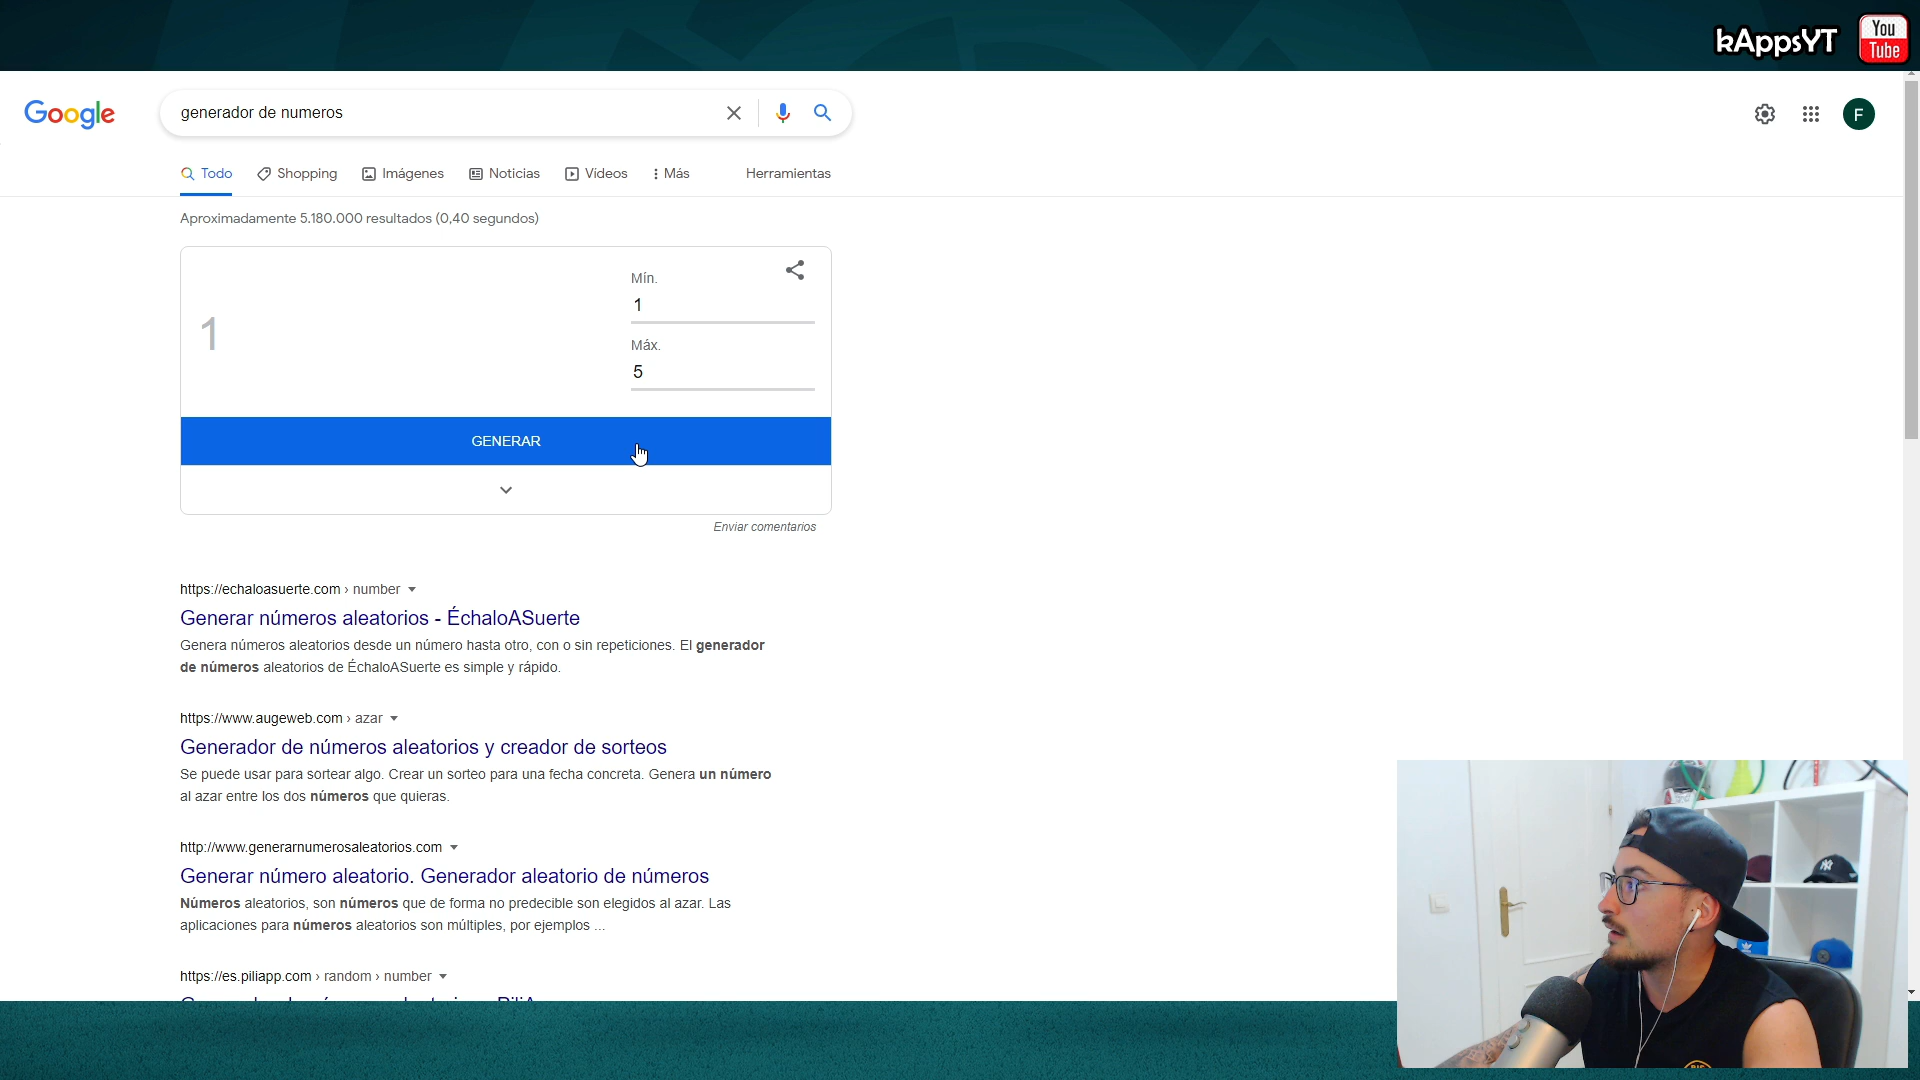 kAppsYT
You
Tube
Google
generador de numeros
F
Todo
Shopping
Imágenes
Noticias
Vídeos
Más
Herramientas
Aproximadamente 5.180.000 resultados (0,40 segundos)
Mín.
1
1
Máx.
5
GENERAR
Enviar comentarios
https://echaloasuerte.com › number
Generar números aleatorios - ÉchaloASuerte
Genera números aleatorios desde un número hasta otro, con o sin repeticiones. El generador
de números aleatorios de ÉchaloASuerte es simple y rápido.
https://www.augeweb.com › azar
Generador de números aleatorios y creador de sorteos
Se puede usar para sortear algo. Crear un sorteo para una fecha concreta. Genera un número
al azar entre los dos números que quieras.
http://www.generarnumerosaleatorios.com
Generar número aleatorio. Generador aleatorio de números
Números aleatorios, son números que de forma no predecible son elegidos al azar. Las
aplicaciones para números aleatorios son múltiples, por ejemplos ...
https://es.piliapp.com › random › number